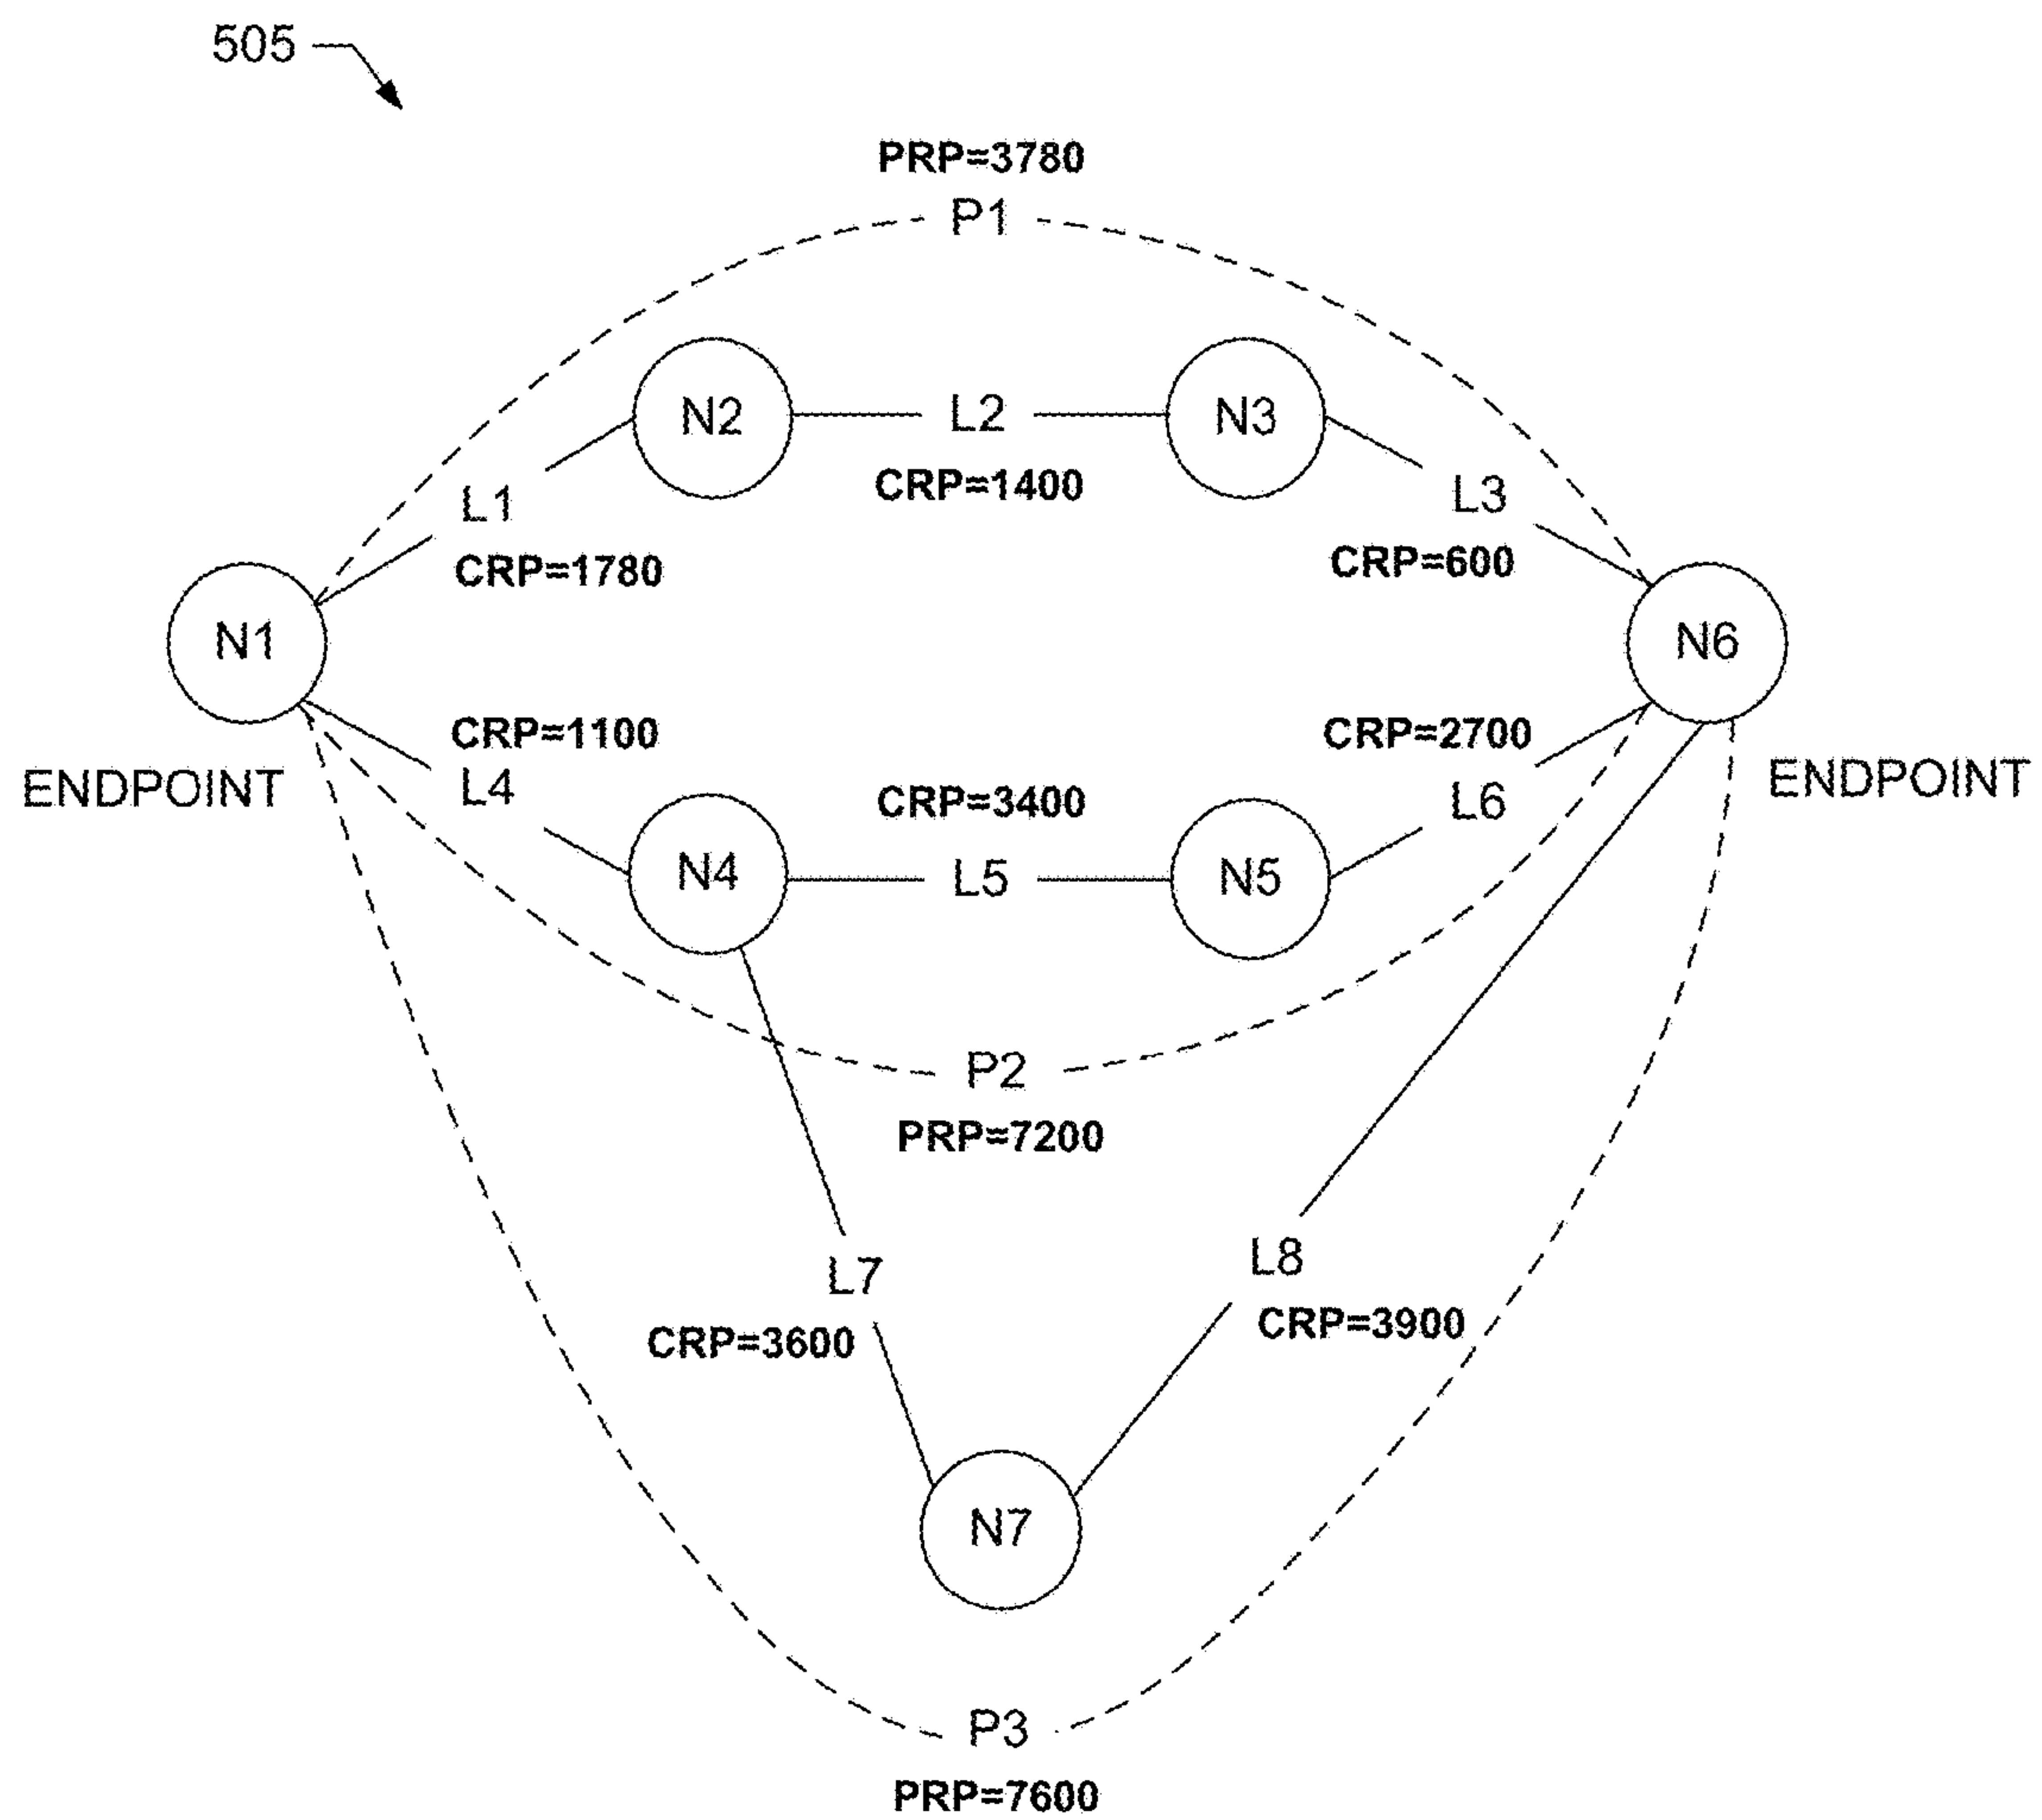 505
PRP=3780
P1
N2
L2
N3
CRP=1400
L1
L3
CRP=1780
CRP=600
N1
N6
CRP=1100
CRP=2700
ENDPOINT
L4
CRP=3400
L6
ENDPOINT
N4
L5
N5
P2
PRP=7200
L7
L8
CRP=3600
CRP=3900
N7
P3
PRP=7600